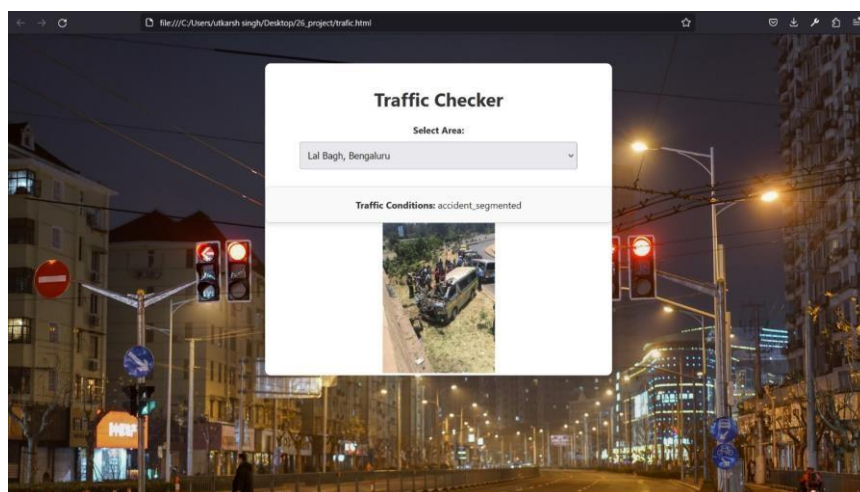 file:///C:/Users/utkarsh singh/Desktop/26_project/trafic.html
Traffic Checker
Select Area:
Lal Bagh, Bengaluru
Traffic Conditions: accident_segmented